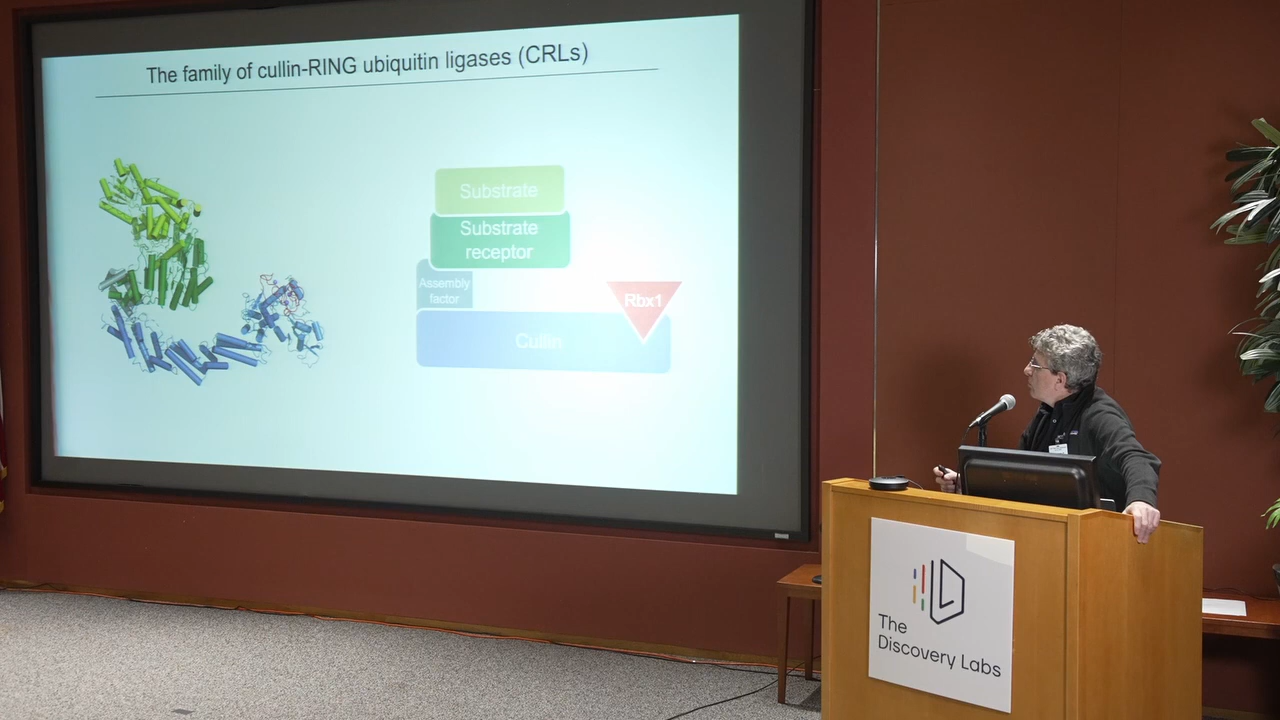 The family of cullin-RING ubiquitin ligases (CRLs)
Substrate
Substrate
receptor
Assembly
factor
Rbx1
Cullin
The
Discovery Labs